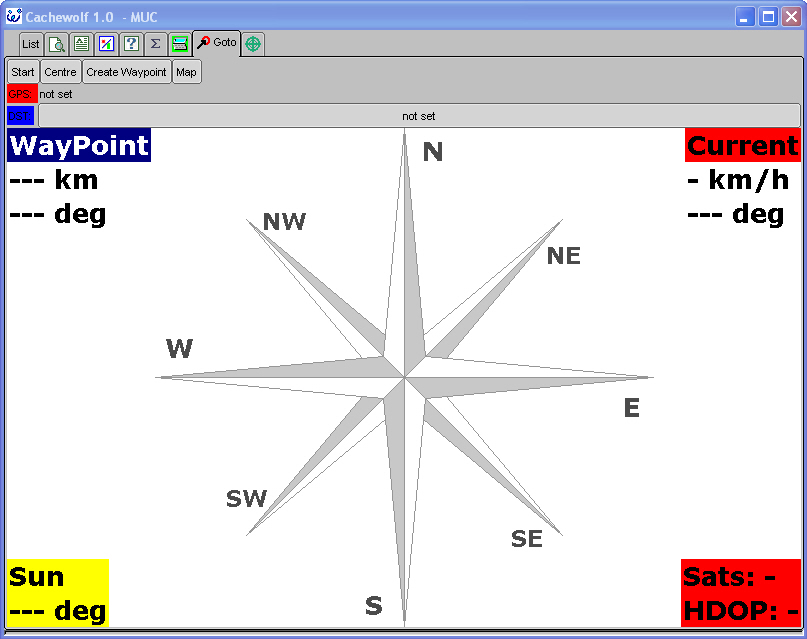 Cachewolf 1.0 - MUC
List Σ Goto
Start Centre Create Waypoint Map
GPS: not set
DST: not set
WayPoint
--- km
--- deg
Current
- km/h
--- deg
N
NW
NE
W
E
SW
SE
S
Sun
--- deg
Sats: -
HDOP: -